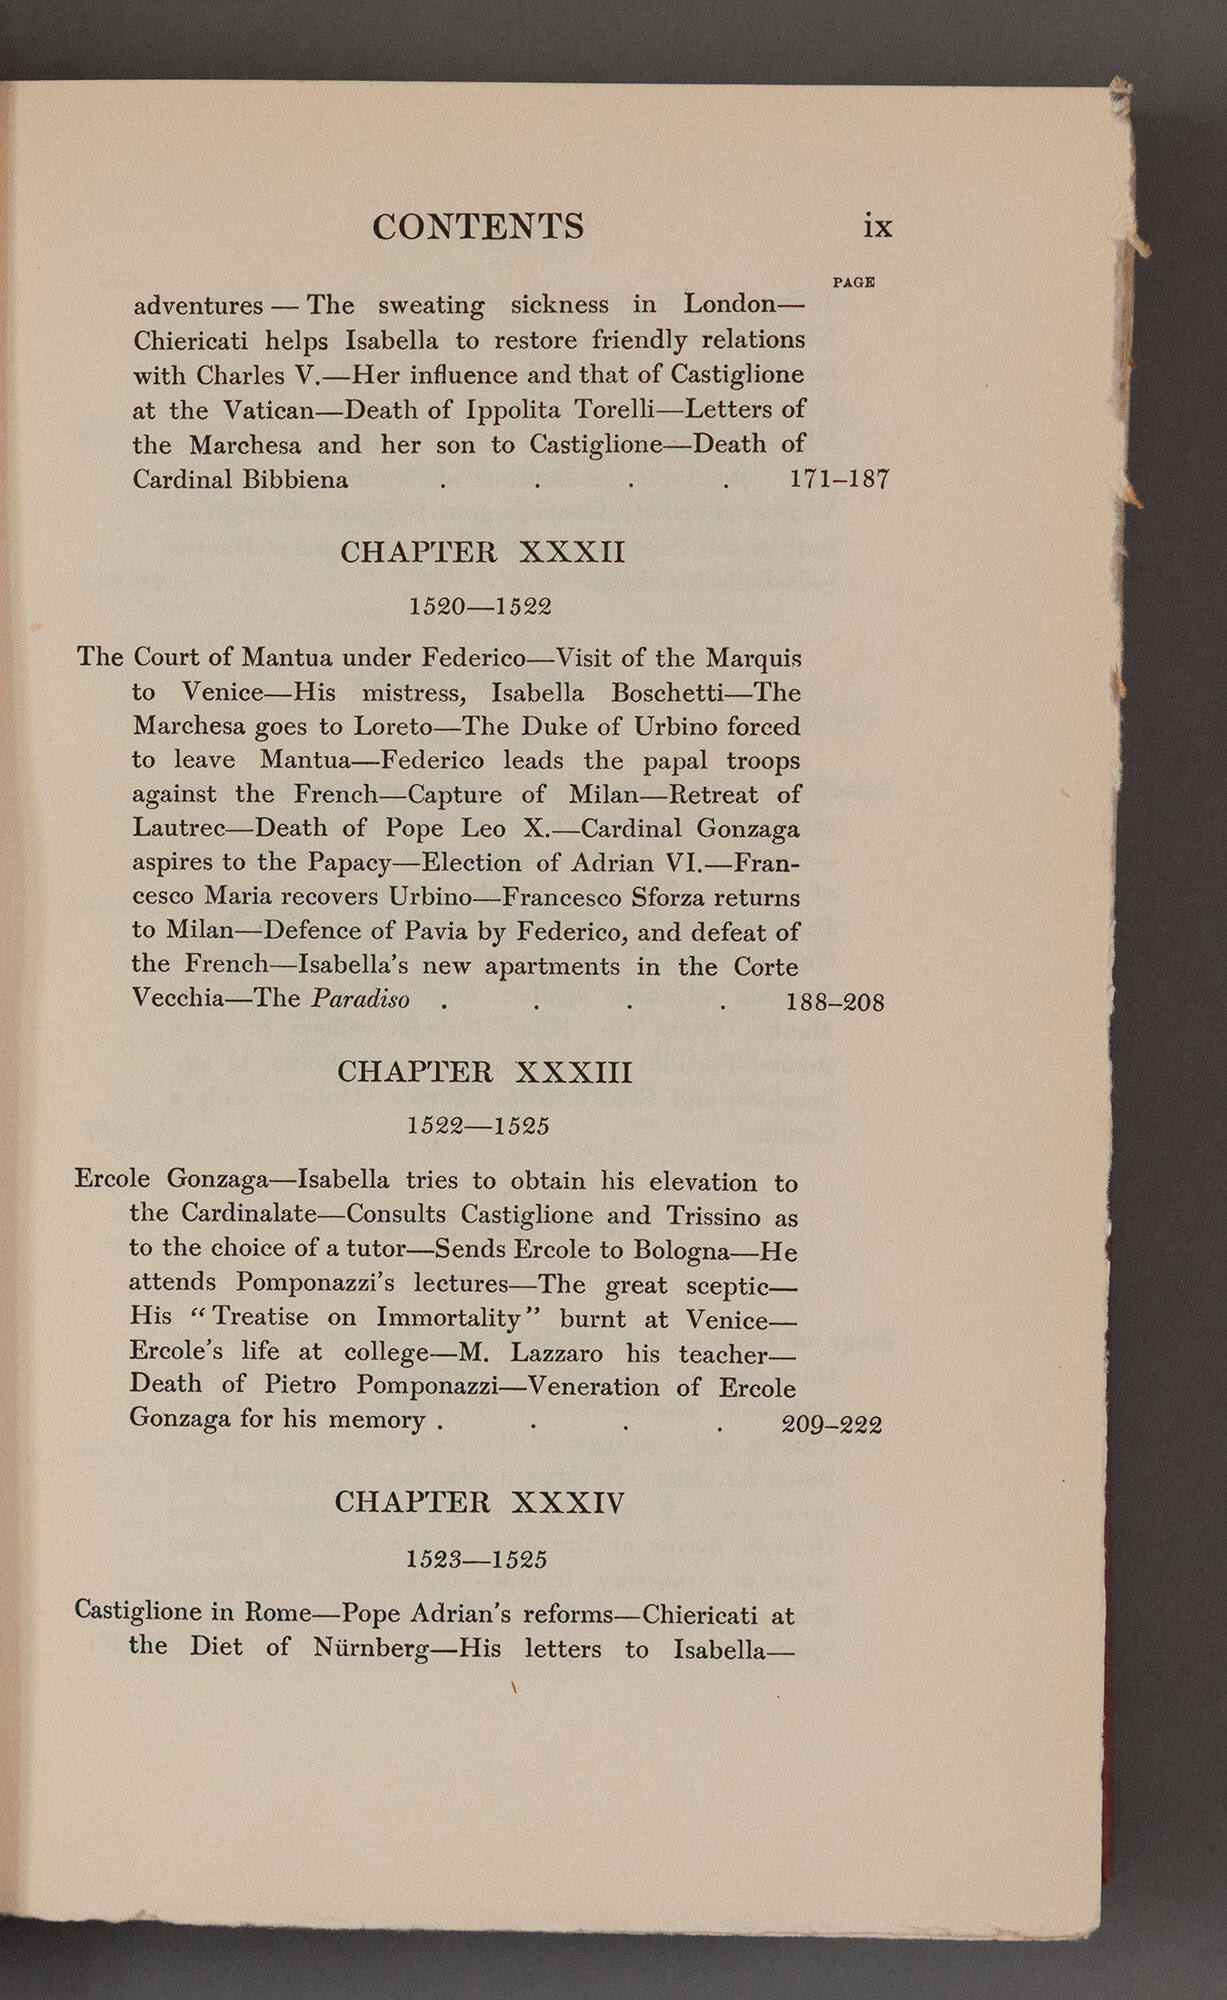 CONTENTS ix
PAGE
adventures — The sweating sickness in London—
Chiericati helps Isabella to restore friendly relations
with Charles V.—Her influence and that of Castiglione
at the Vatican—Death of Ippolita Torelli—Letters of
the Marchesa and her son to Castiglione—Death of
Cardinal Bibbiena . . . . 171–187
CHAPTER XXXII
1520—1522
The Court of Mantua under Federico—Visit of the Marquis
to Venice—His mistress, Isabella Boschetti—The
Marchesa goes to Loreto—The Duke of Urbino forced
to leave Mantua—Federico leads the papal troops
against the French—Capture of Milan—Retreat of
Lautrec—Death of Pope Leo X.—Cardinal Gonzaga
aspires to the Papacy—Election of Adrian VI.—Fran-
cesco Maria recovers Urbino—Francesco Sforza returns
to Milan—Defence of Pavia by Federico, and defeat of
the French—Isabella's new apartments in the Corte
Vecchia—The Paradiso . . . . 188–208
CHAPTER XXXIII
1522—1525
Ercole Gonzaga—Isabella tries to obtain his elevation to
the Cardinalate—Consults Castiglione and Trissino as
to the choice of a tutor—Sends Ercole to Bologna—He
attends Pomponazzi's lectures—The great sceptic—
His “Treatise on Immortality” burnt at Venice—
Ercole's life at college—M. Lazzaro his teacher—
Death of Pietro Pomponazzi—Veneration of Ercole
Gonzaga for his memory . . . . 209–222
CHAPTER XXXIV
1523—1525
Castiglione in Rome—Pope Adrian's reforms—Chiericati at
the Diet of Nürnberg—His letters to Isabella—